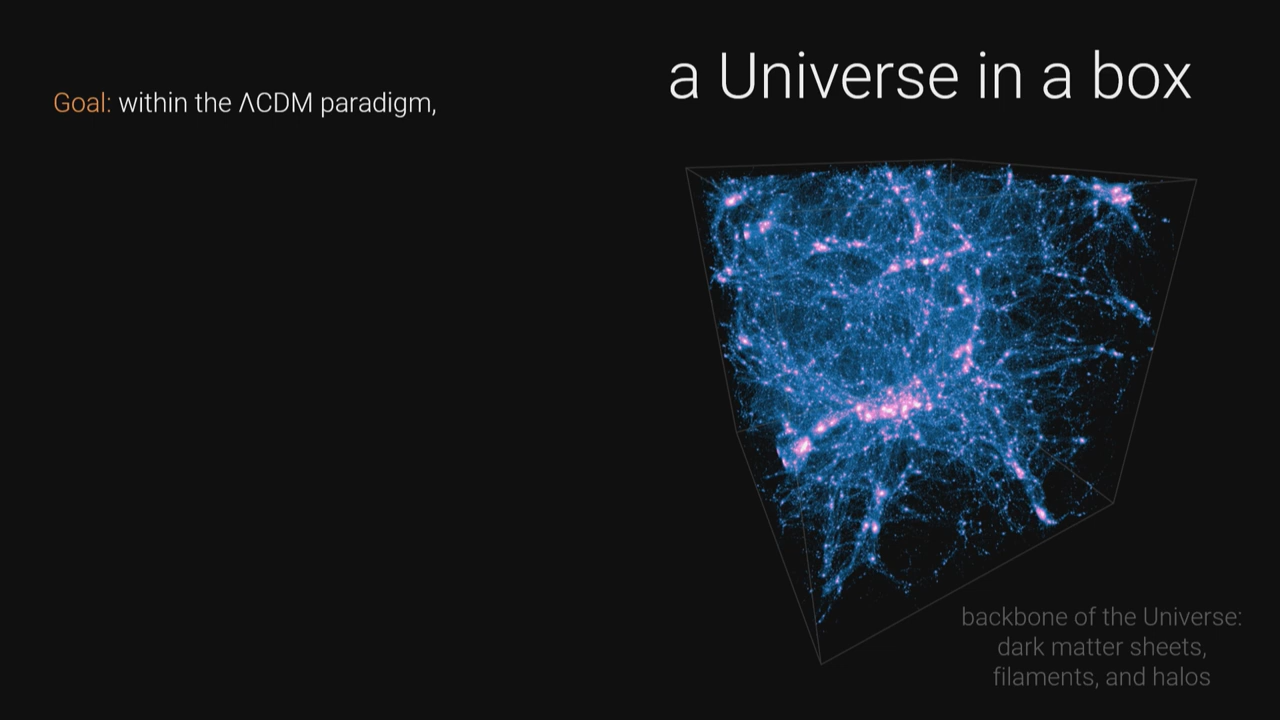 a Universe in a box
Goal: within the ΛCDM paradigm,
backbone of the Universe:
dark matter sheets,
filaments, and halos